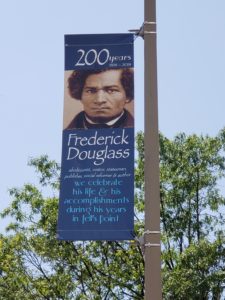 200 years
1818 - 2018
Frederick
Douglass
abolitionist, orator, statesman,
publisher, social reformer & author
we celebrate
his life & his
accomplishments
during his years
in fell's point